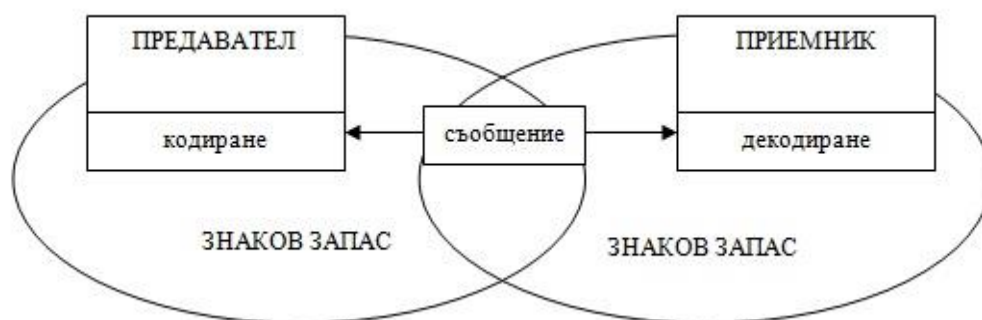 ПРЕДАВАТЕЛ
ПРИЕМНИК
кодиране
съобщение
декодиране
ЗНАКОВ ЗАПАС
ЗНАКОВ ЗАПАС